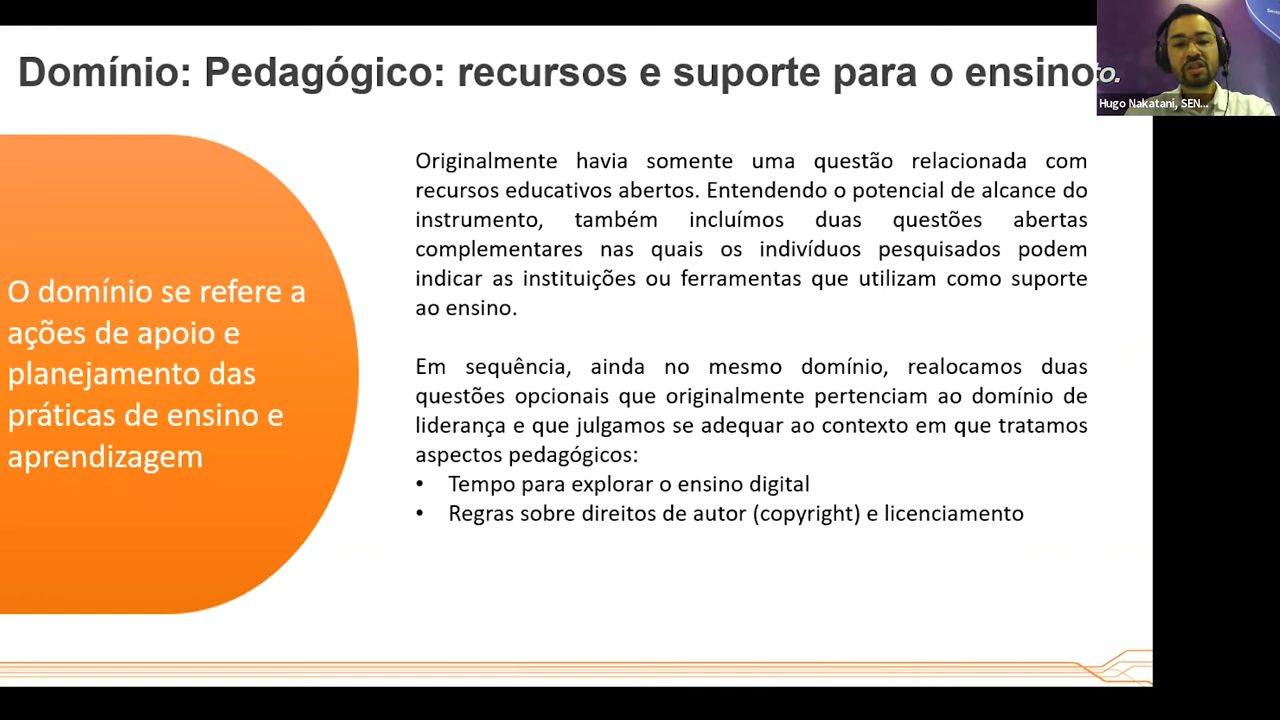 Domínio: Pedagógico: recursos e suporte para o ensino
to.
Hugo Nakatani, SEN...
O domínio se refere a
ações de apoio e
planejamento das
práticas de ensino e
aprendizagem
Originalmente havia somente uma questão relacionada com
recursos educativos abertos. Entendendo o potencial de alcance do
instrumento, também incluímos duas questões abertas
complementares nas quais os indivíduos pesquisados podem
indicar as instituições ou ferramentas que utilizam como suporte
ao ensino.
Em sequência, ainda no mesmo domínio, realocamos duas
questões opcionais que originalmente pertenciam ao domínio de
liderança e que julgamos se adequar ao contexto em que tratamos
aspectos pedagógicos:
• Tempo para explorar o ensino digital
• Regras sobre direitos de autor (copyright) e licenciamento